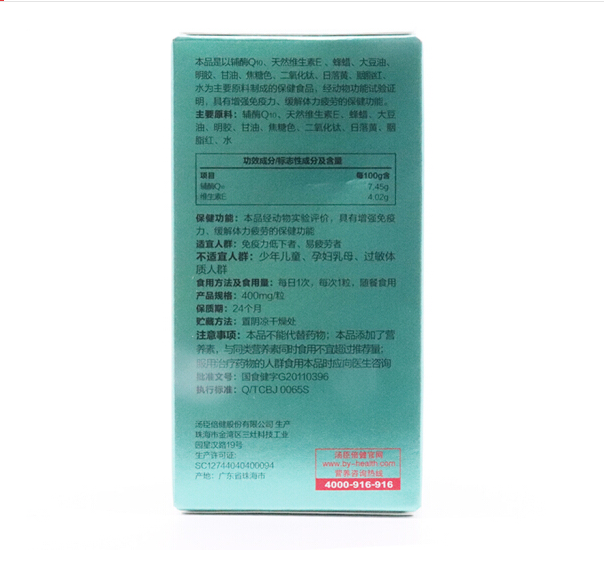 本品是以辅酶Q10、天然维生素E、蜂蜡、大豆油、
明胶、甘油、焦糖色、二氧化钛、日落黄、胭脂红、
水为主要原料制成的保健食品，经动物功能试验证
明，具有增强免疫力、缓解体力疲劳的保健功能。
主要原料：辅酶Q10、天然维生素E、蜂蜡、大豆
油、明胶、甘油、焦糖色、二氧化钛、日落黄、胭
脂红、水
功效成分/标志性成分及含量
项目 每100g含
辅酶Q10 7.45g
维生素E 4.02g
保健功能：本品经动物实验评价，具有增强免疫
力、缓解体力疲劳的保健功能
适宜人群：免疫力低下者、易疲劳者
不适宜人群：少年儿童、孕妇乳母、过敏体
质人群
食用方法及食用量：每日1次，每次1粒，随餐食用
产品规格：400mg/粒
保质期：24个月
贮藏方法：置阴凉干燥处
注意事项：本品不能代替药物；本品添加了营
养素，与同类营养素同时食用不宜超过推荐量；
服用治疗药物的人群食用本品时应向医生咨询
批准文号：国食健字G20110396
执行标准：Q/TCBJ 0065S
汤臣倍健股份有限公司 生产
珠海市金湾区三灶科技工业
园星汉路19号
生产许可证：
SC12744040400094
产地：广东省珠海市
汤臣倍健官网
www.by-health.com
营养咨询热线
4000-916-916